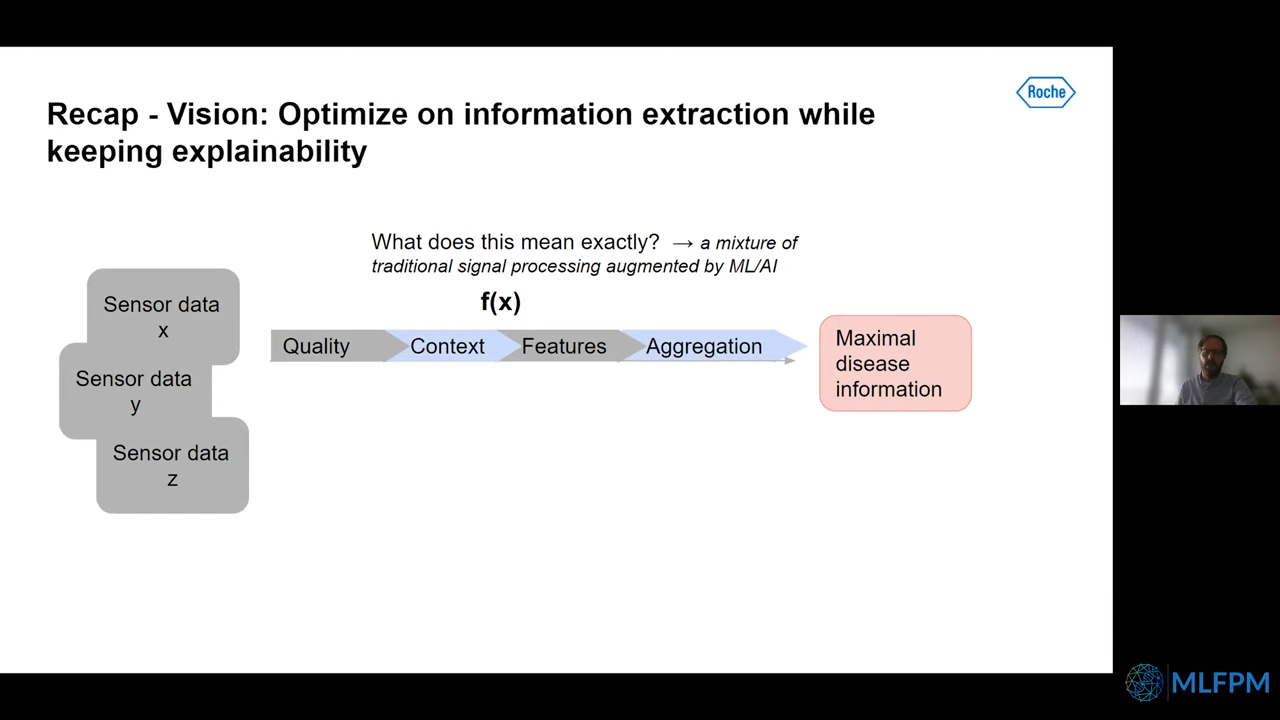 Roche
Recap - Vision: Optimize on information extraction while
keeping explainability
What does this mean exactly? → a mixture of
traditional signal processing augmented by ML/AI
f(x)
Sensor data
x
Sensor data
y
Sensor data
z
Quality
Context
Features
Aggregation
Maximal
disease
information
MLFPM